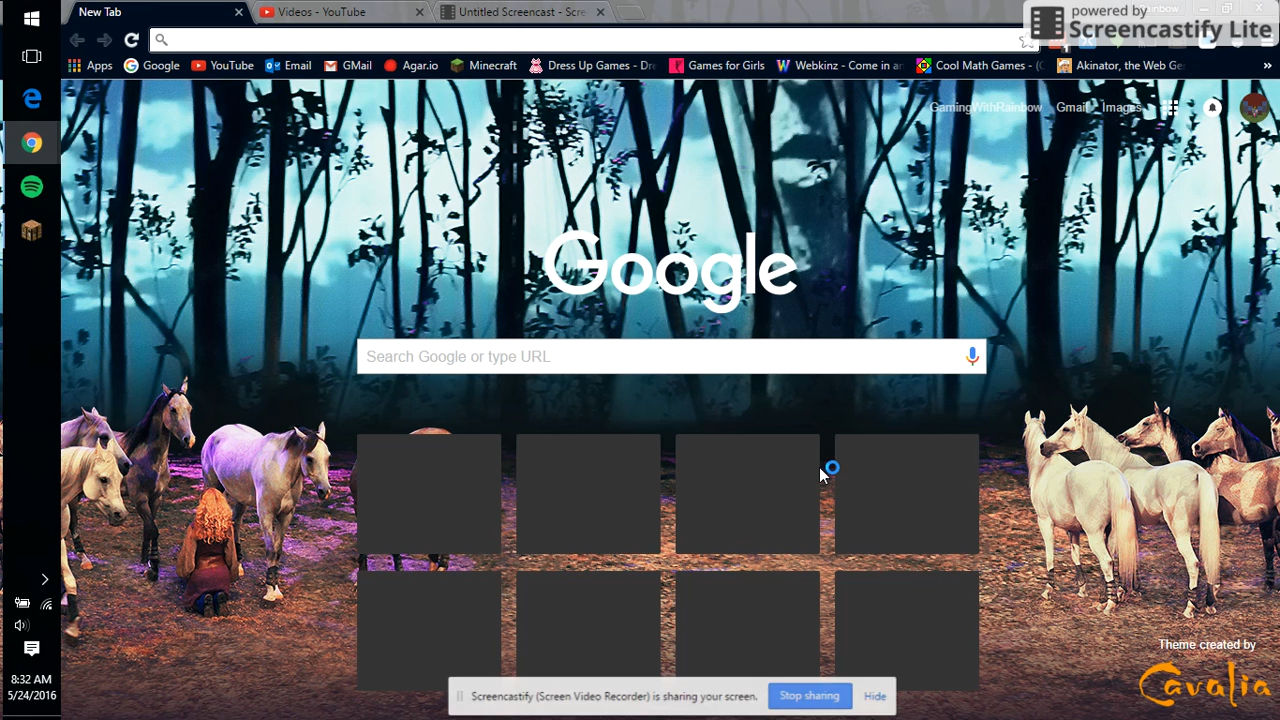 New Tab
Videos - YouTube
Untitled Screencast - Scre
powered by
Screencastify Lite
Apps
Google
YouTube
Email
GMail
Agar.io
Minecraft
Dress Up Games - Dre
Games for Girls
Webkinz - Come in an
Cool Math Games - (C
Akinator, the Web Ge
»
GamingWithRainbow
Gmail
Images
Google
Search Google or type URL
Theme created by
Cavalia
Screencastify (Screen Video Recorder) is sharing your screen.
Stop sharing
Hide
8:32 AM
5/24/2016